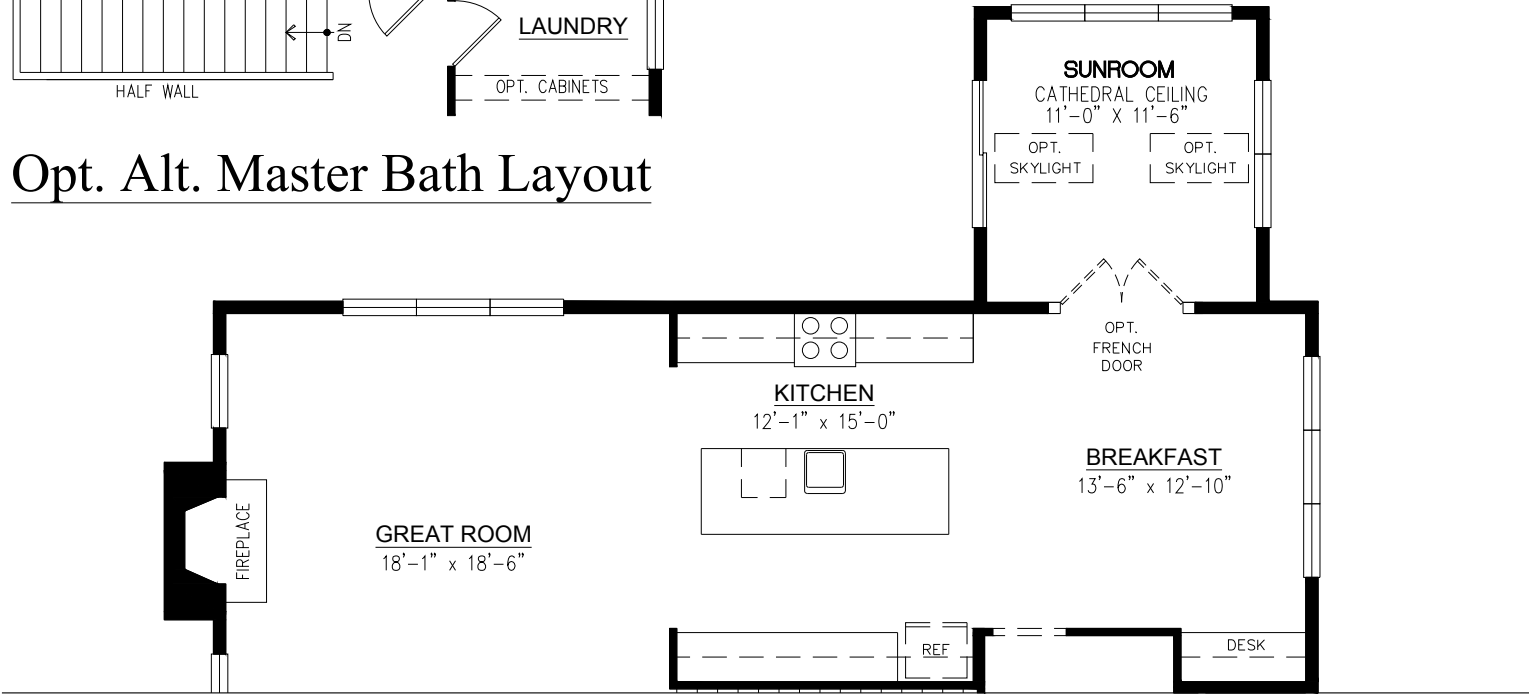 LAUNDRY
DN
OPT. CABINETS
HALF WALL
Opt. Alt. Master Bath Layout
SUNROOM
CATHEDRAL CEILING
11'-0" X 11'-6"
OPT.
SKYLIGHT
OPT.
SKYLIGHT
OPT.
FRENCH
DOOR
KITCHEN
12'-1" x 15'-0"
BREAKFAST
13'-6" x 12'-10"
GREAT ROOM
18'-1" x 18'-6"
FIREPLACE
REF
DESK